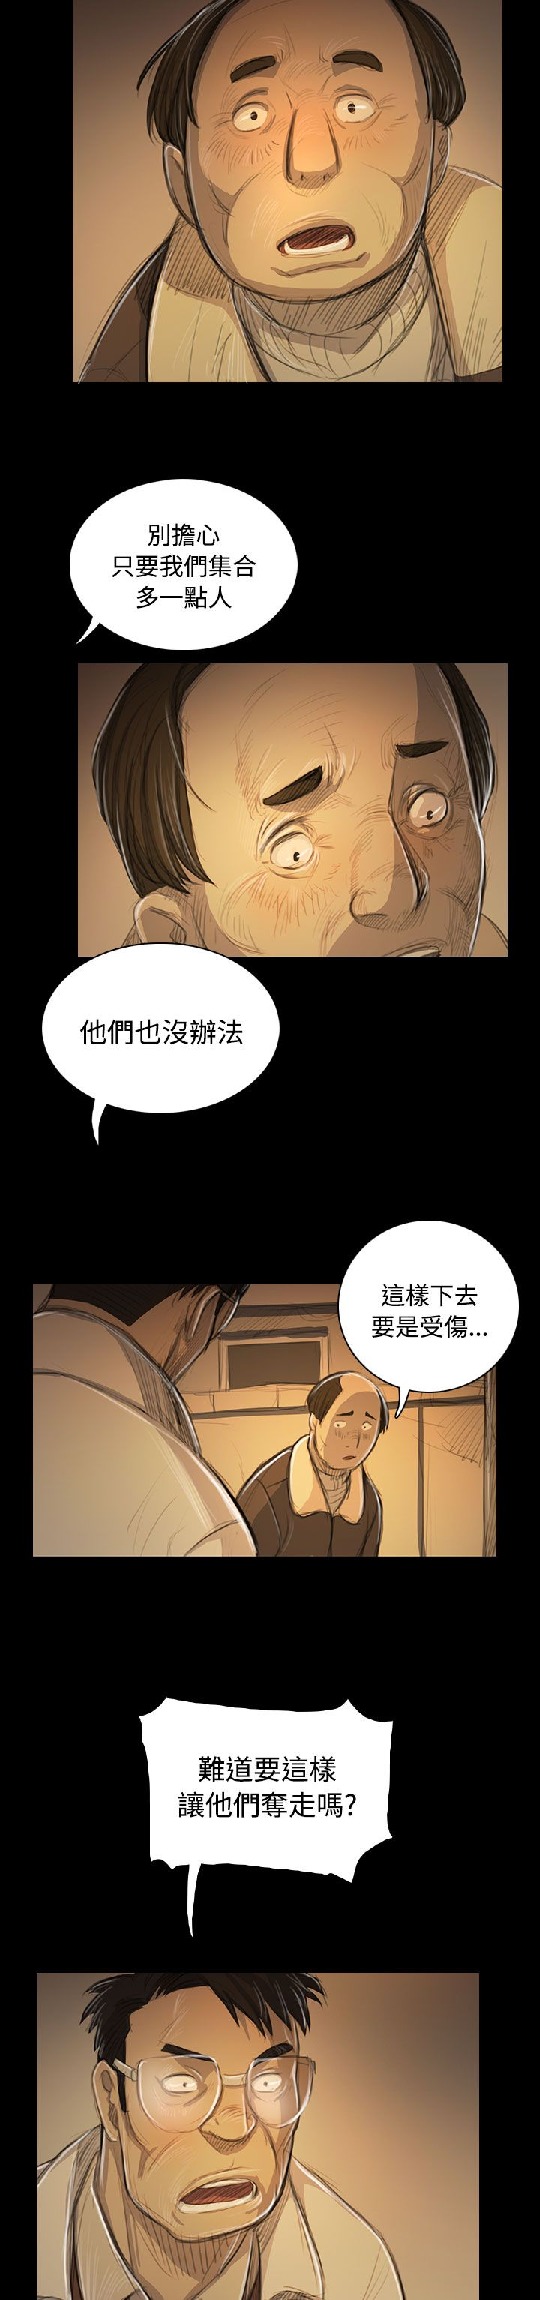 別擔心
只要我們集合
多一點人
他們也沒辦法
這樣下去
要是受傷...
難道要這樣
讓他們奪走嗎?